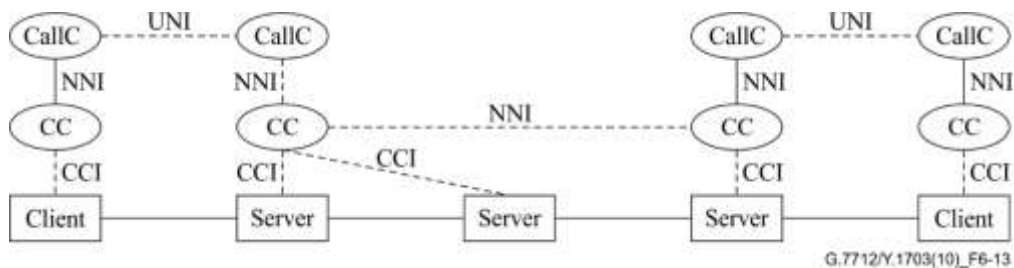 UNI UNI
CallC CallC CallC CallC
NNI NNI NNI NNI
NNI
CC CC CC CC
CCI
CCI CCI CCI CCI
Client Server Server Server Client
G.7712/Y.1703(10)_F6-13